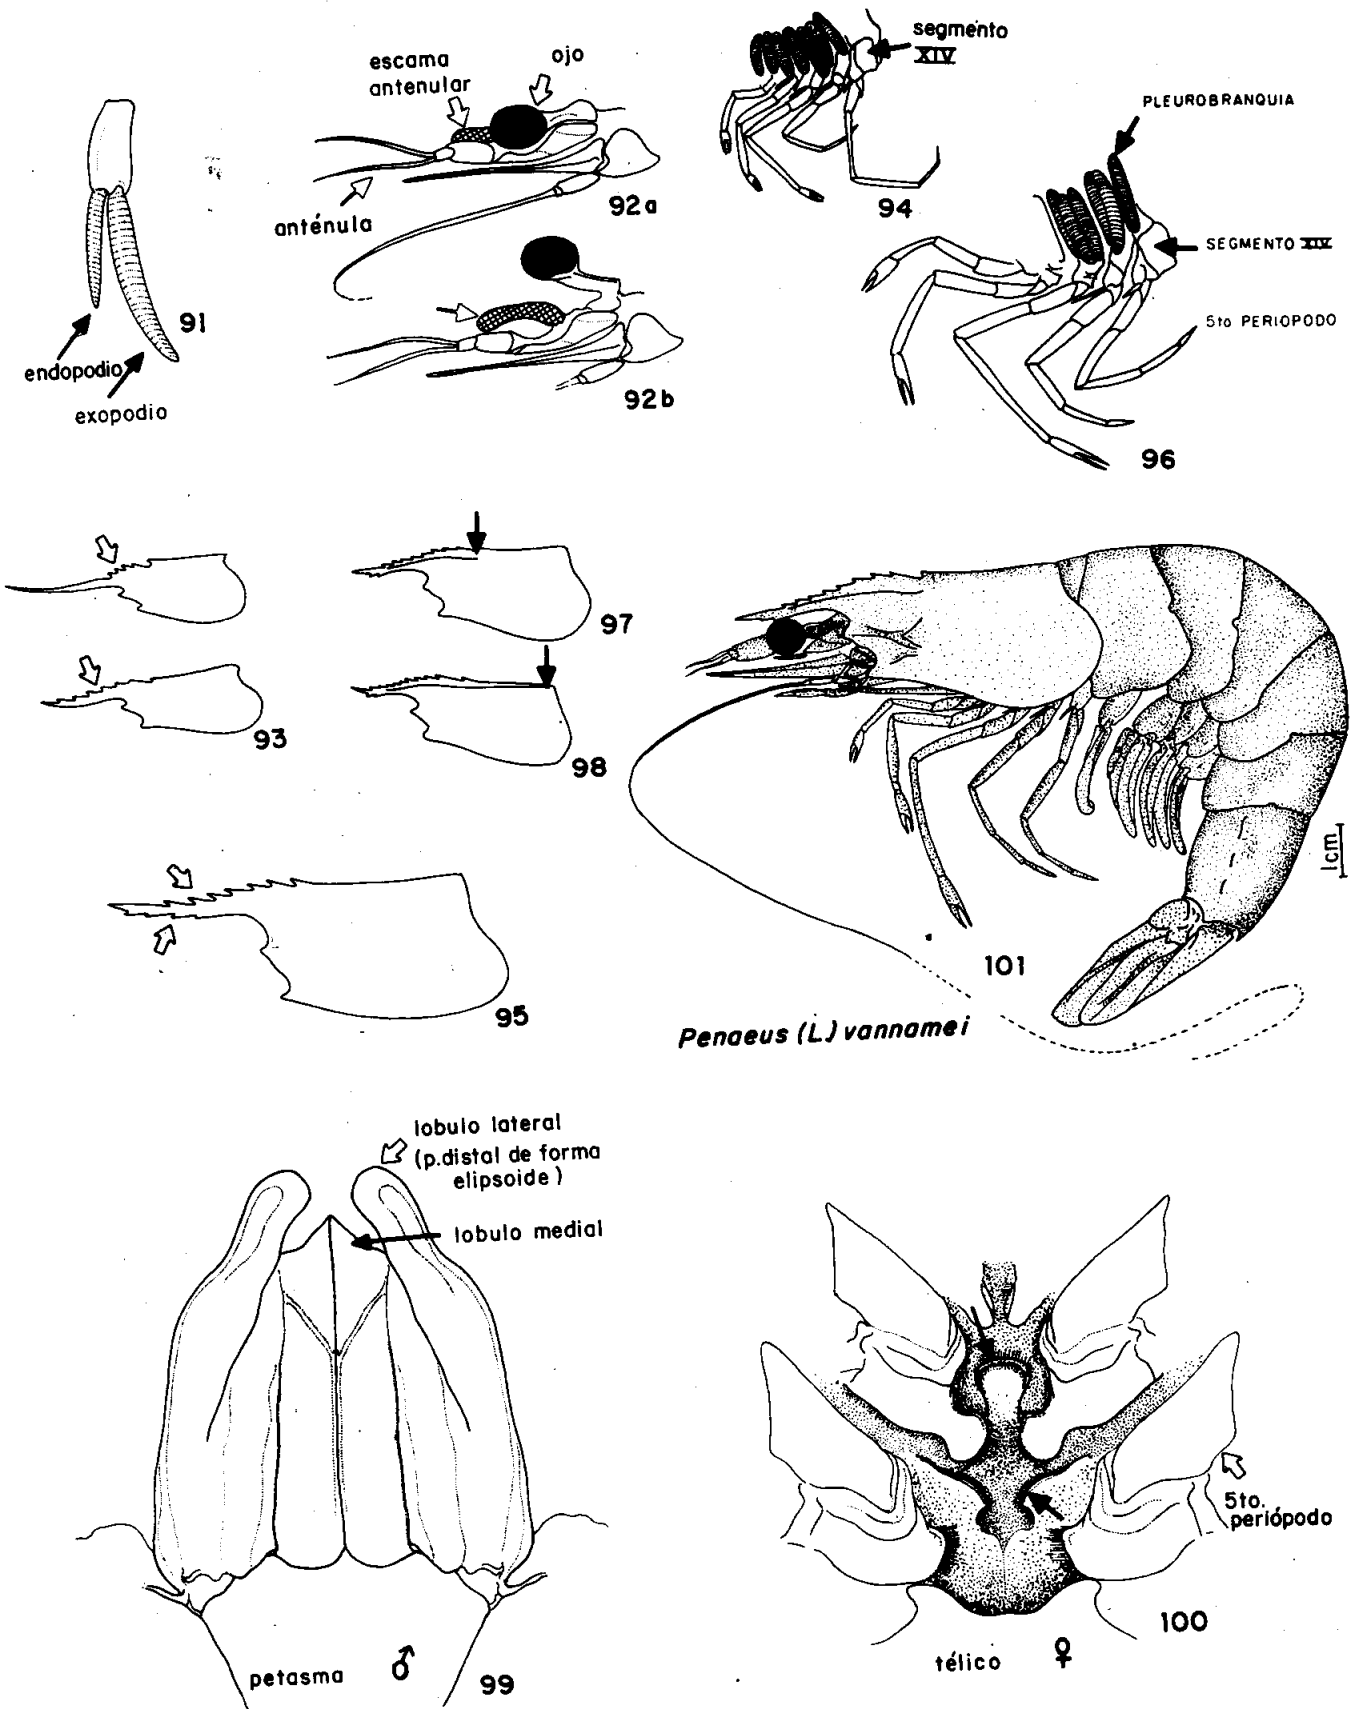 escama
antenular
ojo
anténula
92a
92b
91
endopodio
exopodio
segmento
XIV
94
PLEUROBRANQUIA
SEGMENTO XIV
5to PERIOPODO
96
93
97
98
95
1cm
101
Penaeus (L.) vannamei
lobulo lateral
(p.distal de forma
elipsoide)
lobulo medial
petasma ♂
99
5to.
periópodo
100
télico ♀